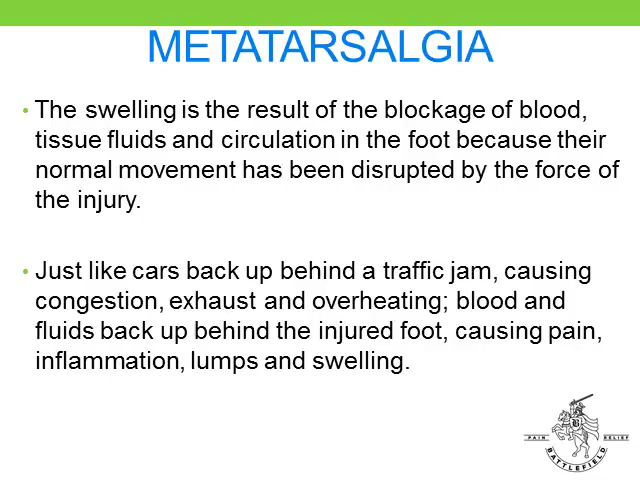 METATARSALGIA
• The swelling is the result of the blockage of blood,
tissue fluids and circulation in the foot because their
normal movement has been disrupted by the force of
the injury.
• Just like cars back up behind a traffic jam, causing
congestion, exhaust and overheating; blood and
fluids back up behind the injured foot, causing pain,
inflammation, lumps and swelling.
B
PAIN RELIEF
BATTLEFIELD